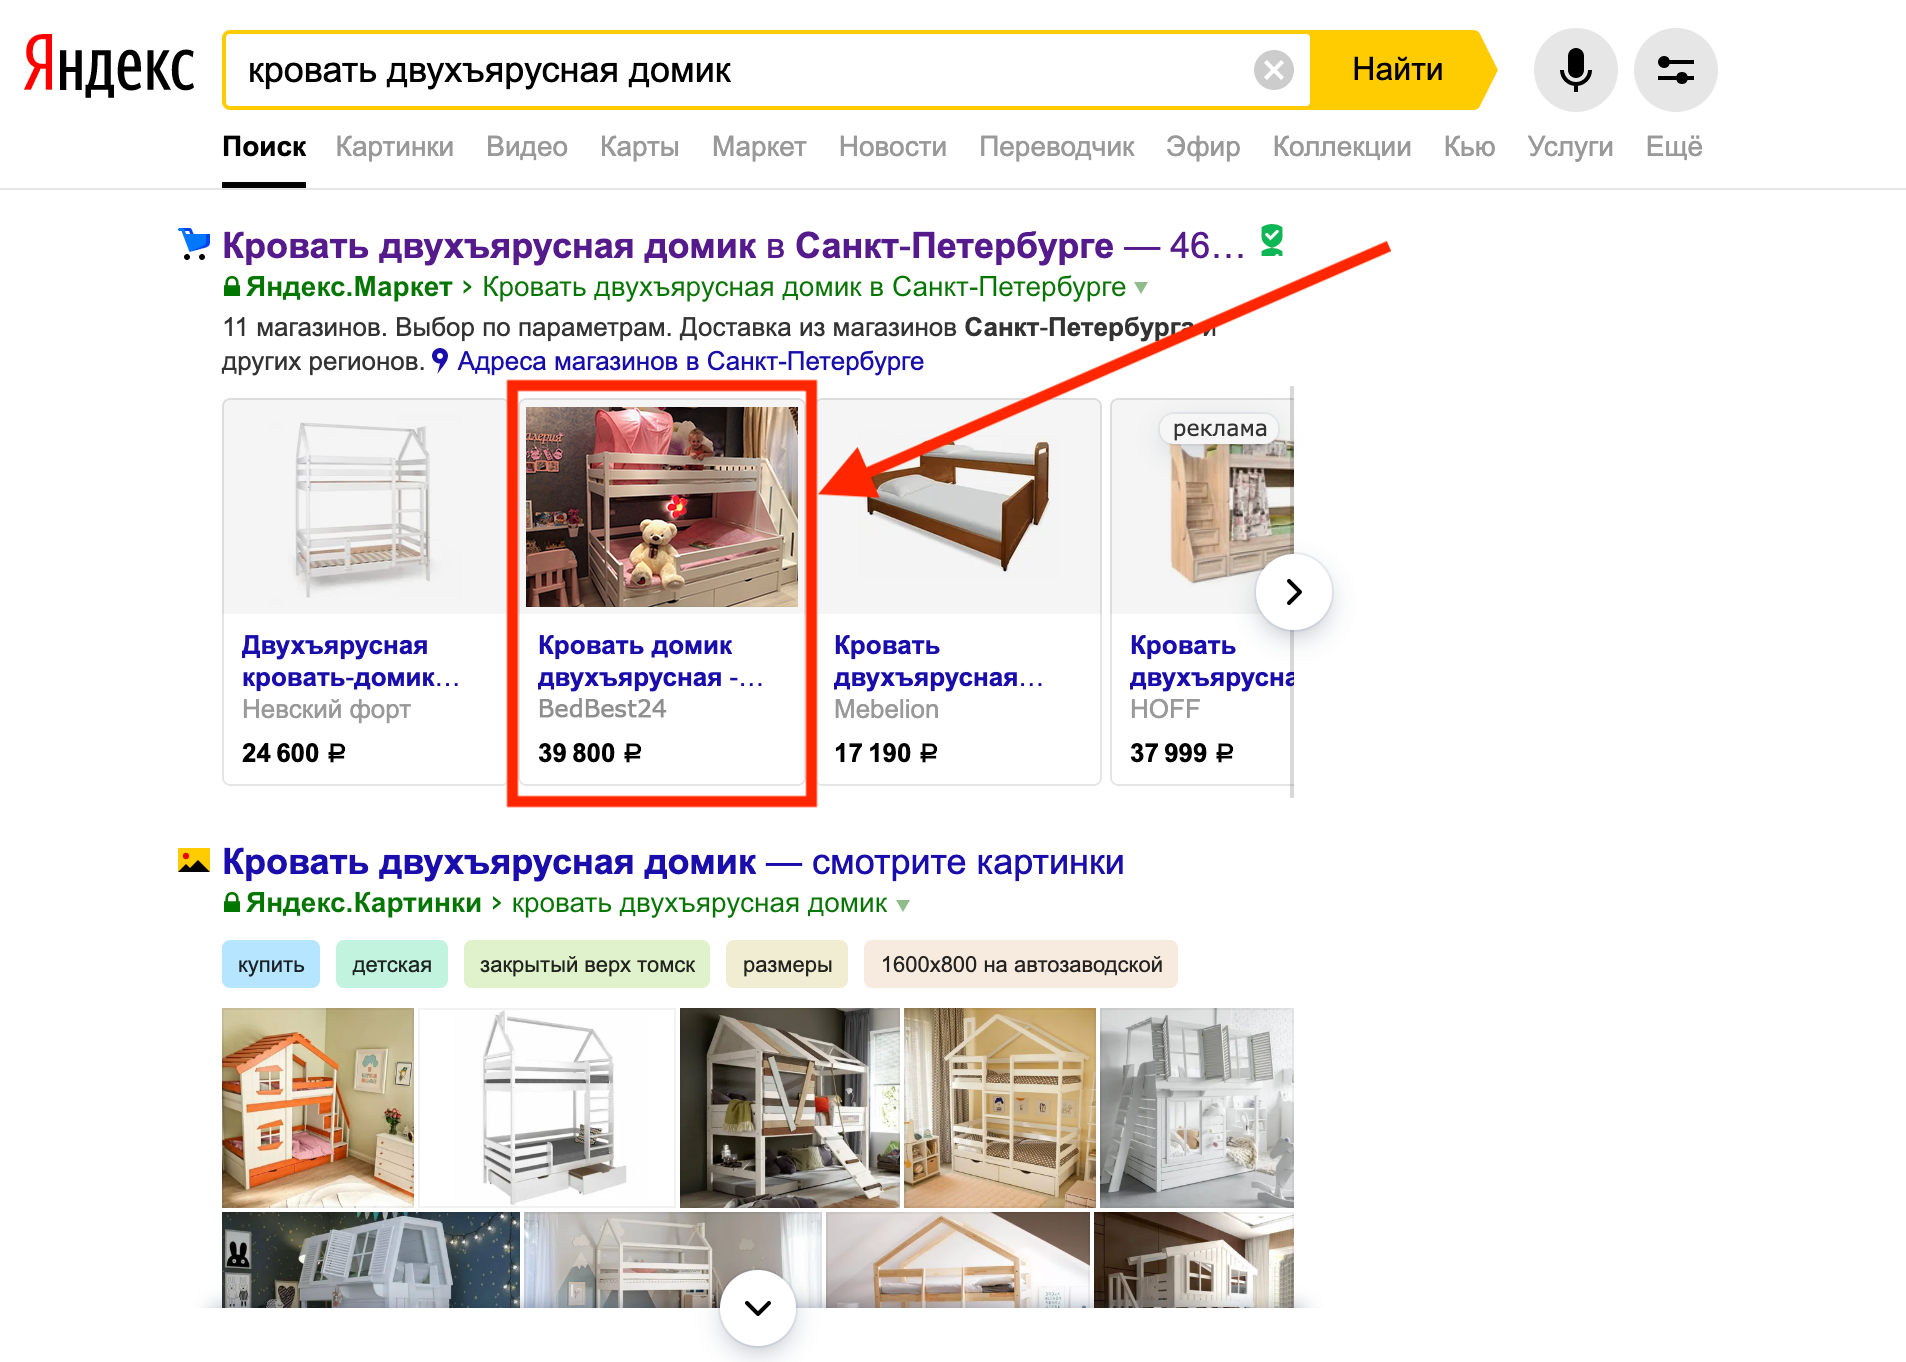 Яндекс
кровать двухъярусная домик
Найти
Поиск Картинки Видео Карты Маркет Новости Переводчик Эфир Коллекции Кью Услуги Ещё
Кровать двухъярусная домик в Санкт-Петербурге — 46...
Яндекс.Маркет › Кровать двухъярусная домик в Санкт-Петербурге
11 магазинов. Выбор по параметрам. Доставка из магазинов Санкт-Петербурга и
других регионов. Адреса магазинов в Санкт-Петербурге
реклама
Двухъярусная
кровать-домик...
Невский форт
24 600 ₽
Кровать домик
двухъярусная -...
BedBest24
39 800 ₽
Кровать
двухъярусная...
Mebelion
17 190 ₽
Кровать
двухъярусна
HOFF
37 999 ₽
Кровать двухъярусная домик — смотрите картинки
Яндекс.Картинки › кровать двухъярусная домик
купить
детская
закрытый верх томск
размеры
1600х800 на автозаводской